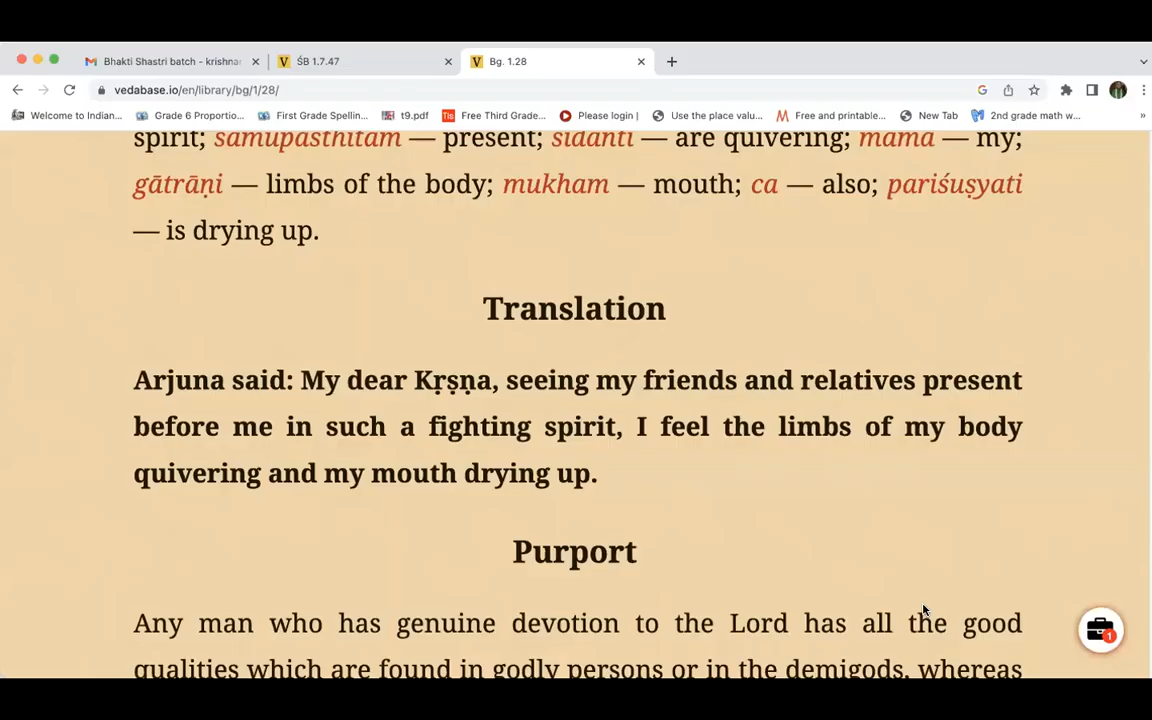 Bhakti Shastri batch - krishna
ŚB 1.7.47
Bg. 1.28
vedabase.io/en/library/bg/1/28/
Welcome to Indian... Grade 6 Proportio... First Grade Spellin... t9.pdf Free Third Grade... Please login | Use the place valu... Free and printable... New Tab 2nd grade math w... »
spirit; samupasthitam — present; sīdanti — are quivering; mama — my;
gātrāṇi — limbs of the body; mukham — mouth; ca — also; pariśuṣyati
— is drying up.
Translation
Arjuna said: My dear Kṛṣṇa, seeing my friends and relatives present
before me in such a fighting spirit, I feel the limbs of my body
quivering and my mouth drying up.
Purport
Any man who has genuine devotion to the Lord has all the good
qualities which are found in godly persons or in the demigods, whereas
1